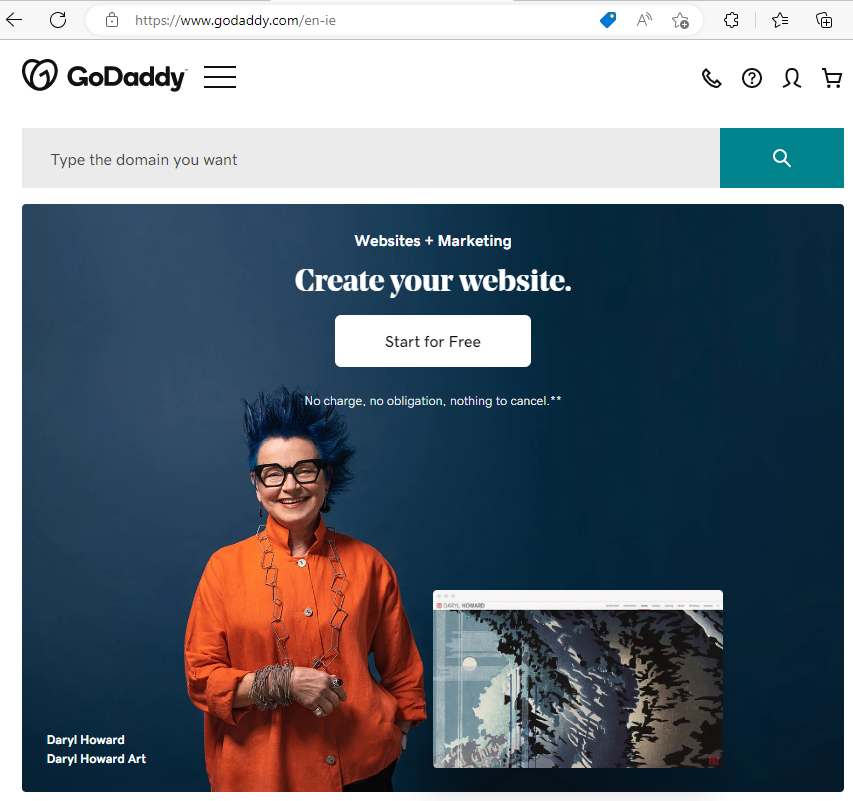 https://www.godaddy.com/en-ie
GoDaddy
Type the domain you want
Websites + Marketing
Create your website.
Start for Free
No charge, no obligation, nothing to cancel.**
DARYL HOWARD
Daryl Howard
Daryl Howard Art